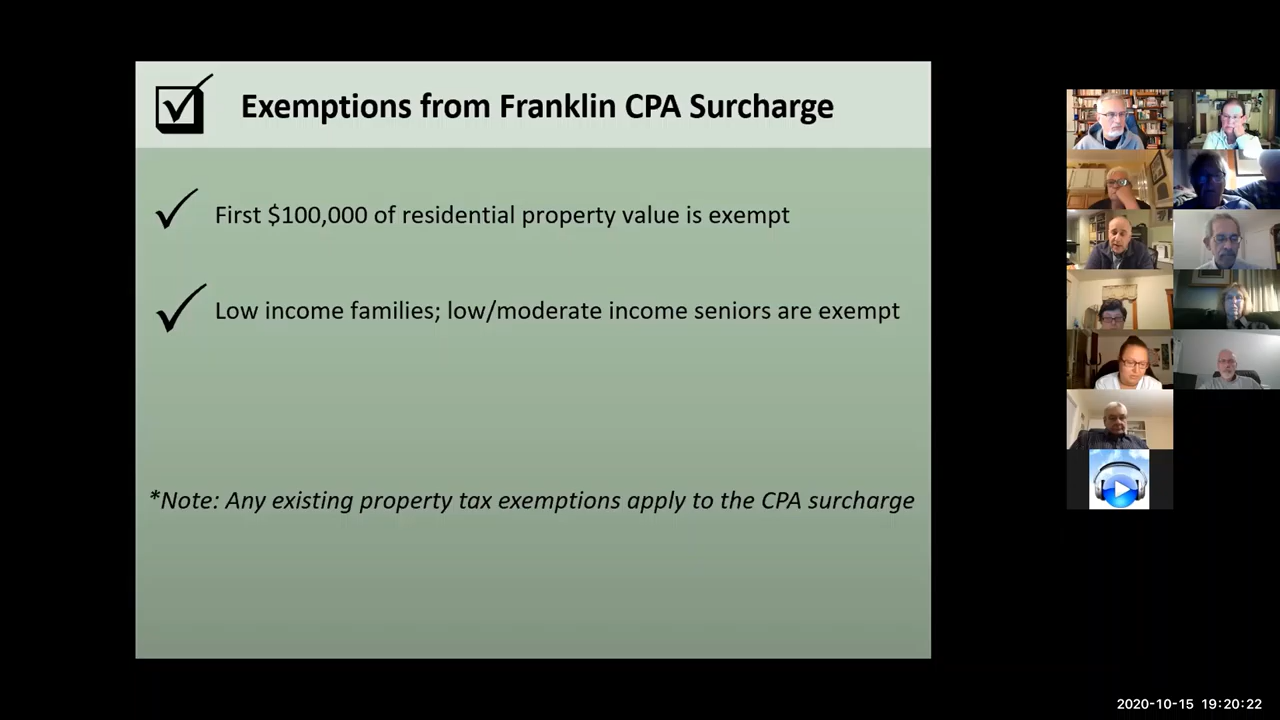 Exemptions from Franklin CPA Surcharge
First $100,000 of residential property value is exempt
Low income families; low/moderate income seniors are exempt
*Note: Any existing property tax exemptions apply to the CPA surcharge
2020-10-15 19:20:22